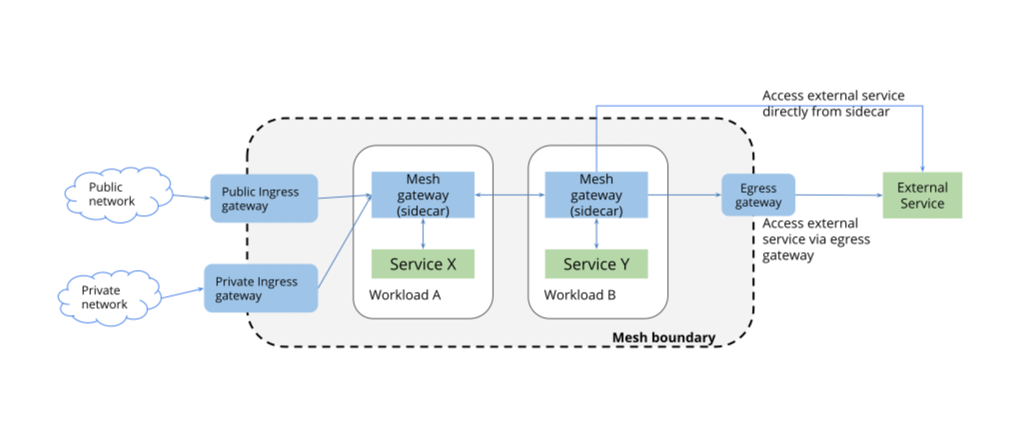 Access external service
directly from sidecar
Public
network
Public Ingress
gateway
Mesh
gateway
(sidecar)
Mesh
gateway
(sidecar)
Egress
gateway
External
Service
Access external
service via egress
gateway
Service X
Service Y
Private
network
Private Ingress
gateway
Workload A
Workload B
Mesh boundary